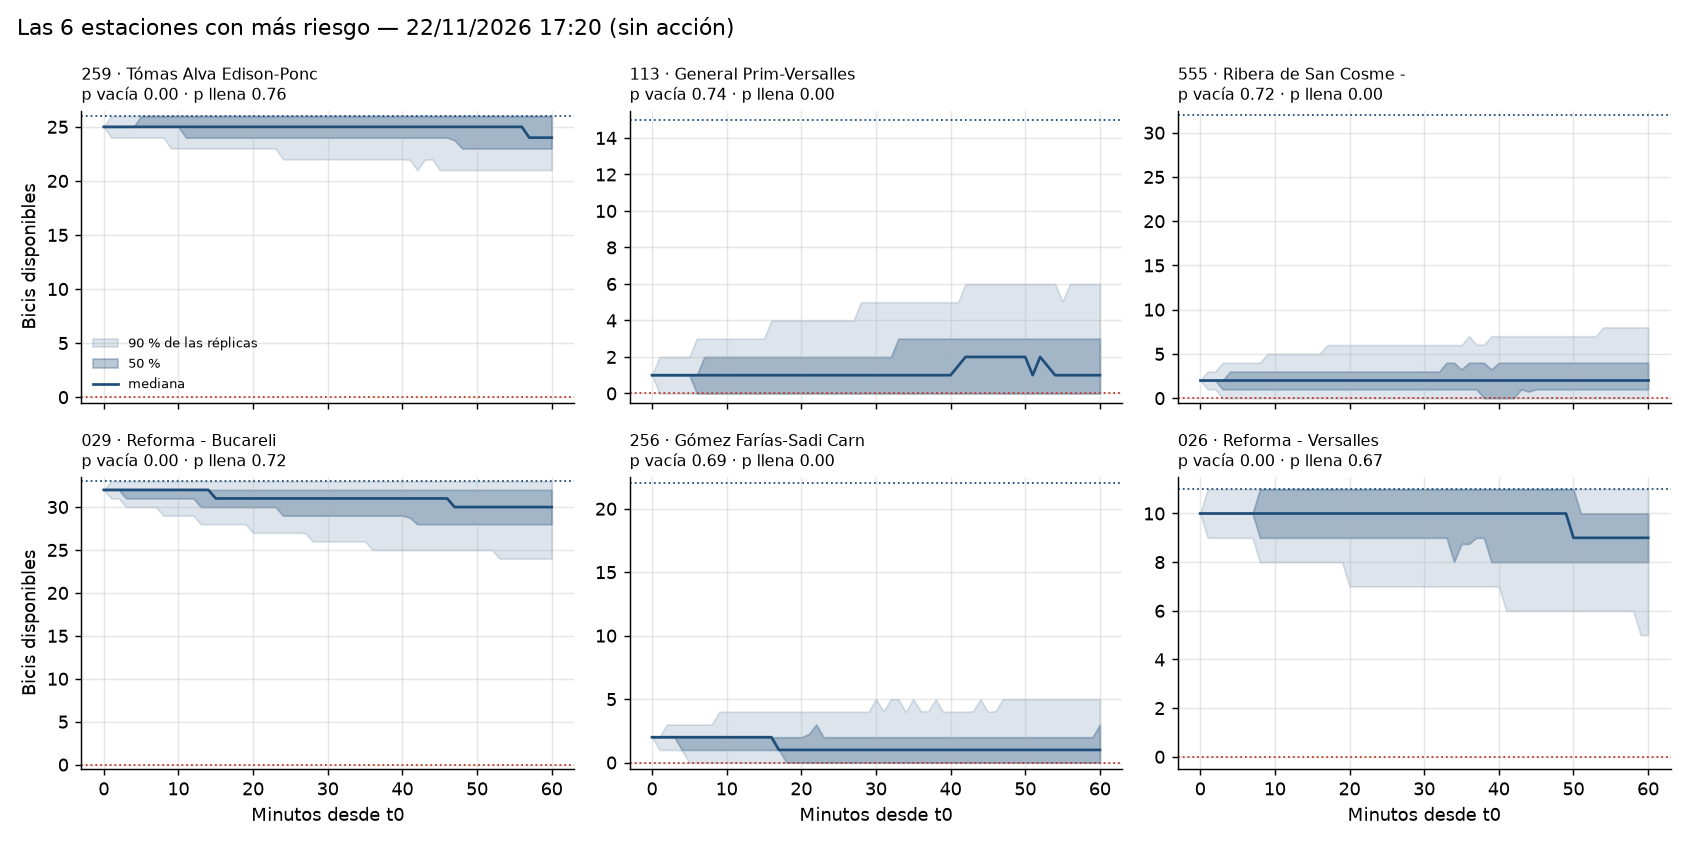 Las 6 estaciones con más riesgo — 22/11/2026 17:20 (sin acción)
259 · Tómas Alva Edison-Ponc
p vacía 0.00 · p llena 0.76
Bicis disponibles
25
20
15
10
5
0
90 % de las réplicas
50 %
mediana
113 · General Prim-Versalles
p vacía 0.74 · p llena 0.00
14
12
10
8
6
4
2
0
555 · Ribera de San Cosme -
p vacía 0.72 · p llena 0.00
30
25
20
15
10
5
0
029 · Reforma - Bucareli
p vacía 0.00 · p llena 0.72
Bicis disponibles
30
25
20
15
10
5
0
0 10 20 30 40 50 60
Minutos desde t0
256 · Gómez Farías-Sadi Carn
p vacía 0.69 · p llena 0.00
20
15
10
5
0
0 10 20 30 40 50 60
Minutos desde t0
026 · Reforma - Versalles
p vacía 0.00 · p llena 0.67
10
8
6
4
2
0
0 10 20 30 40 50 60
Minutos desde t0